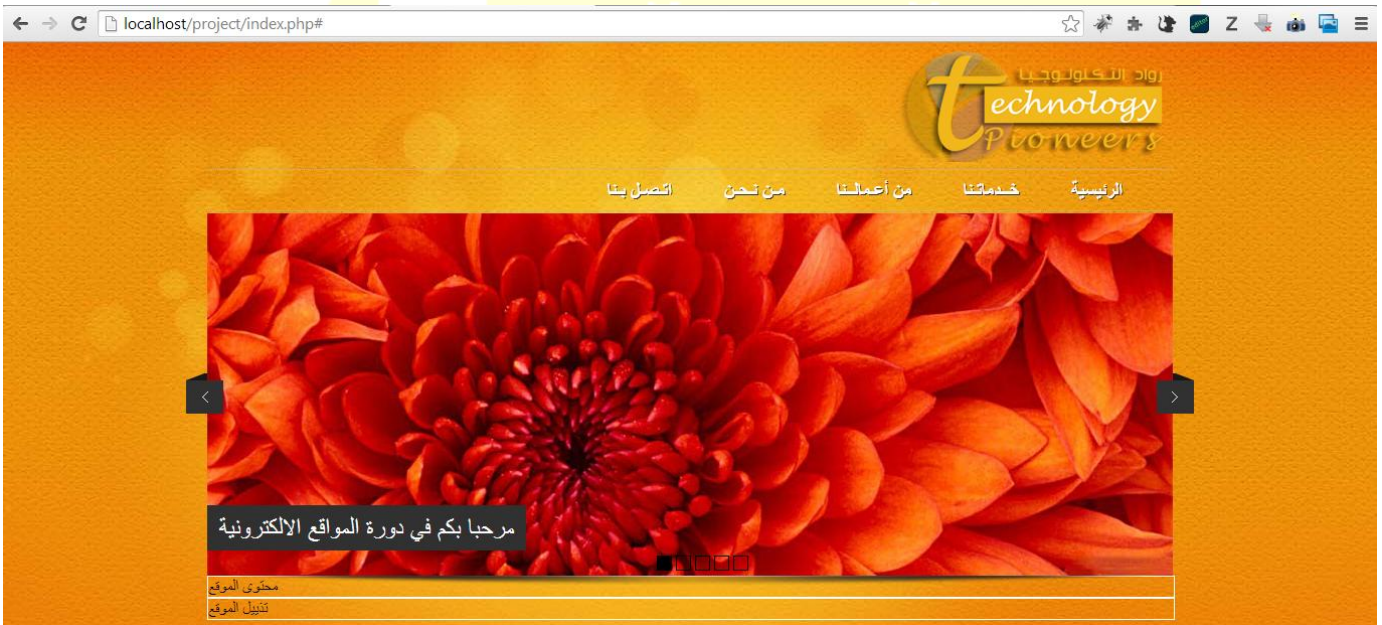 localhost/project/index.php#
رواد التكنولوجيا
technology
Pioneers
الرئيسية خدماتنا من أعمالنا من نحن اتصل بنا
مرحبا بكم في دورة المواقع الالكترونية
محتوى الموقع
تذييل الموقع